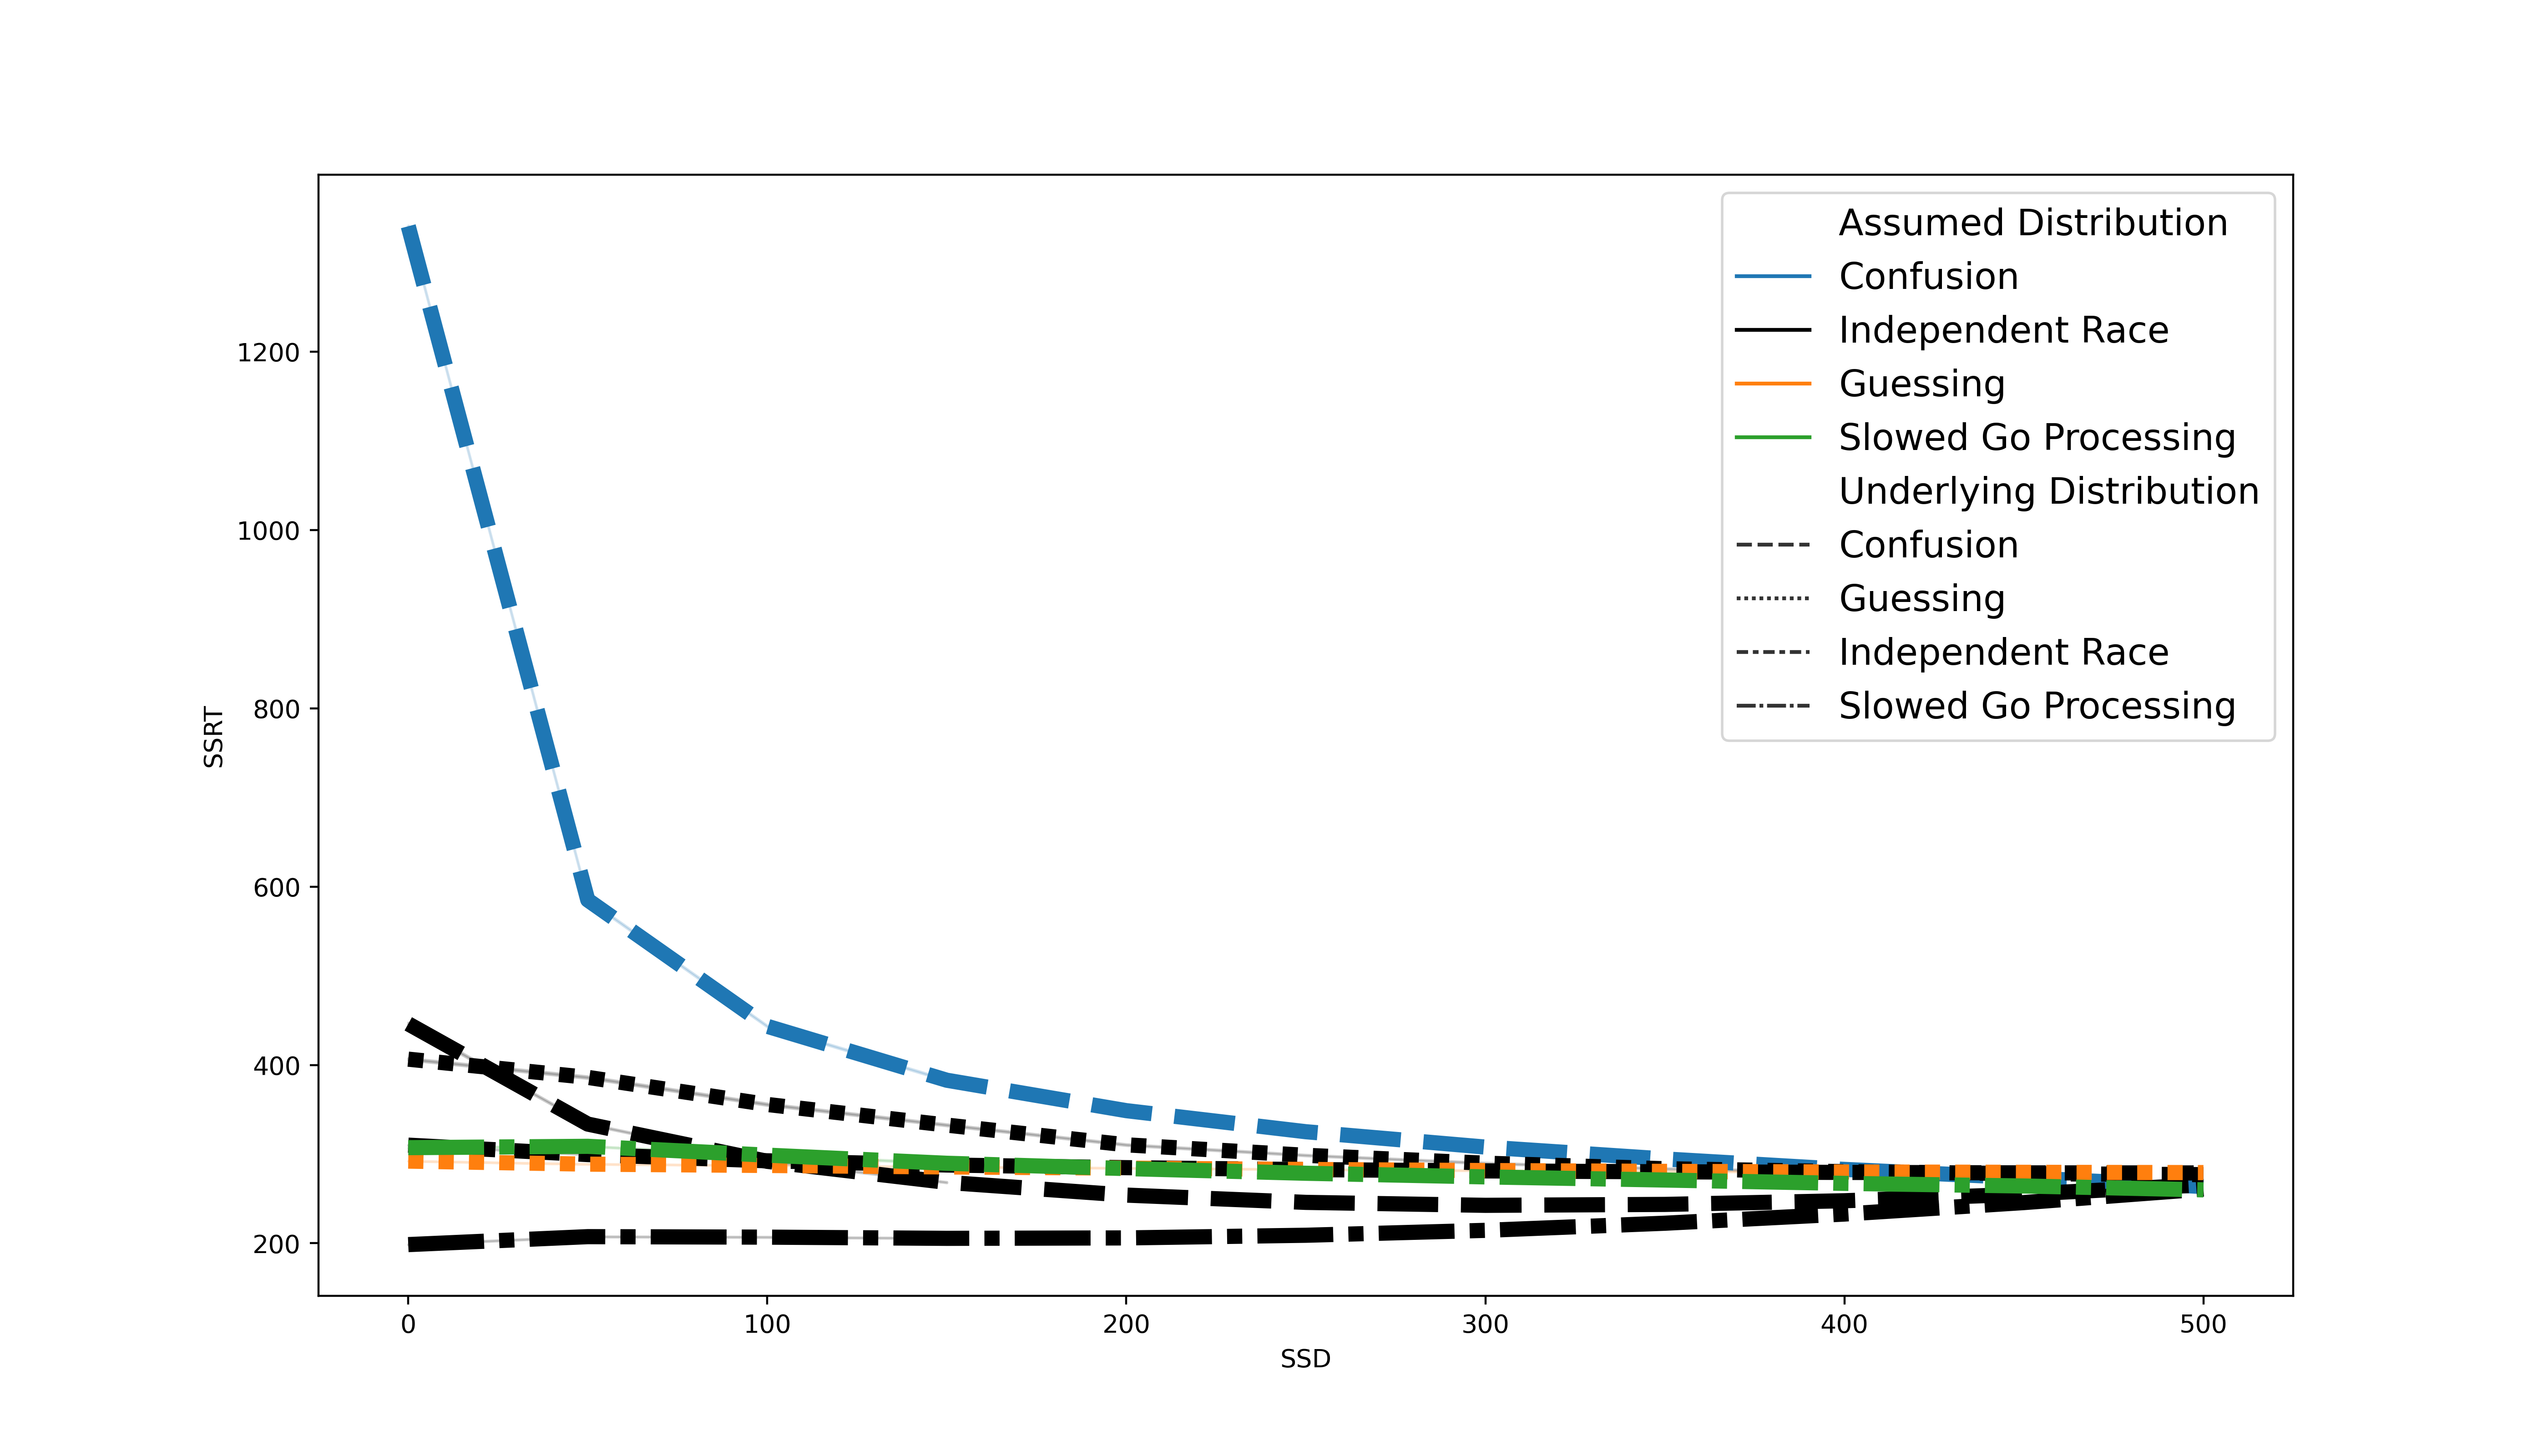 Assumed Distribution
Confusion
Independent Race
Guessing
Slowed Go Processing
Underlying Distribution
Confusion
Guessing
Independent Race
Slowed Go Processing
1200
1000
800
600
400
200
SSRT
0 100 200 300 400 500
SSD